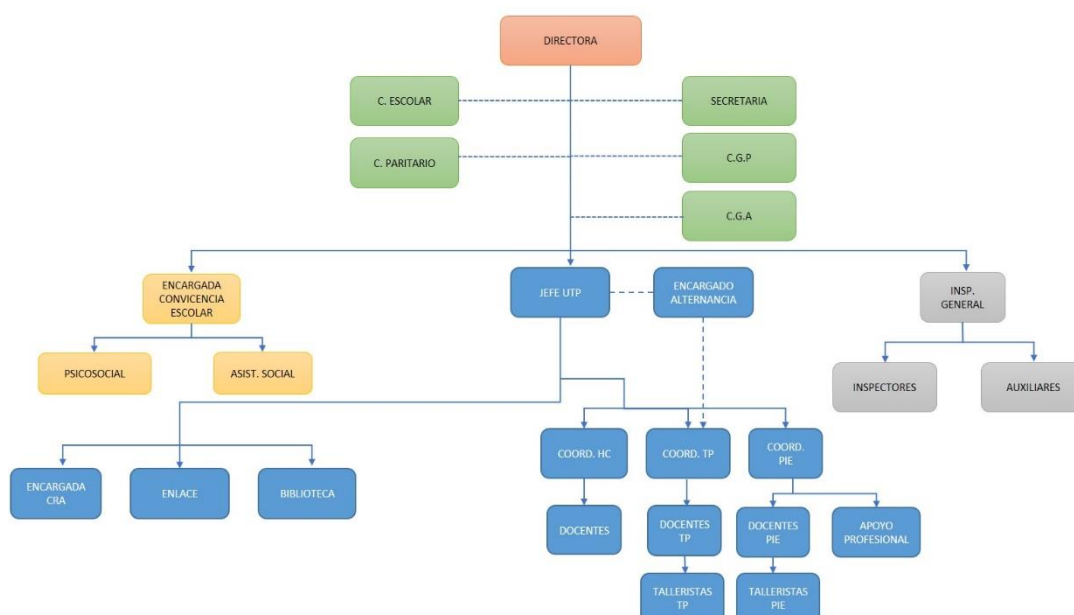 DIRECTORA
C. ESCOLAR
SECRETARIA
C. PARITARIO
C.G.P
C.G.A
ENCARGADA
CONVICENCIA
ESCOLAR
JEFE UTP
ENCARGADO
ALTERNANCIA
INSP.
GENERAL
PSICOSOCIAL
ASIST. SOCIAL
INSPECTORES
AUXILIARES
COORD. HC
COORD. TP
COORD.
PIE
ENCARGADA
CRA
ENLACE
BIBLIOTECA
DOCENTES
DOCENTES
TP
DOCENTES
PIE
APOYO
PROFESIONAL
TALLERISTAS
TP
TALLERISTAS
PIE